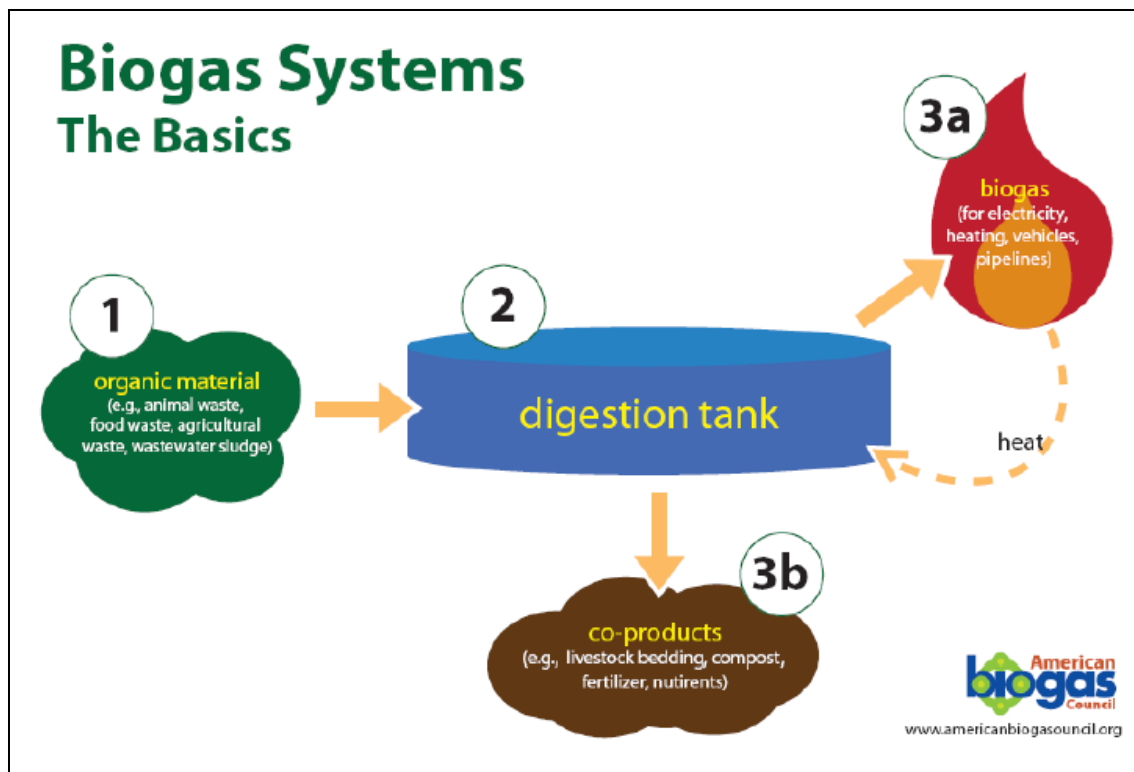 Biogas Systems
The Basics
3a
biogas
(for electricity,
heating, vehicles,
pipelines)
1
organic material
(e.g., animal waste,
food waste, agricultural
waste, wastewater sludge)
2
digestion tank
heat
3b
co-products
(e.g., livestock bedding, compost,
fertilizer, nutirents)
American
biogas
Council
www.americanbiogasouncil.org